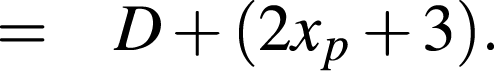 = D + (2x_p + 3).